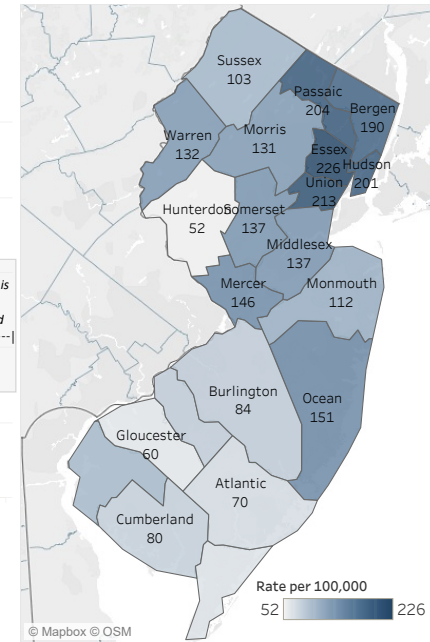 Sussex
103
Passaic
204
Bergen
190
Warren
132
Morris
131
Essex
226
Hudson
201
Union
213
Hunterdon
52
Somerset
137
Middlesex
137
Mercer
146
Monmouth
112
Burlington
84
Ocean
151
Gloucester
60
Atlantic
70
Cumberland
80
is
d
--|
Rate per 100,000
52
226
© Mapbox © OSM